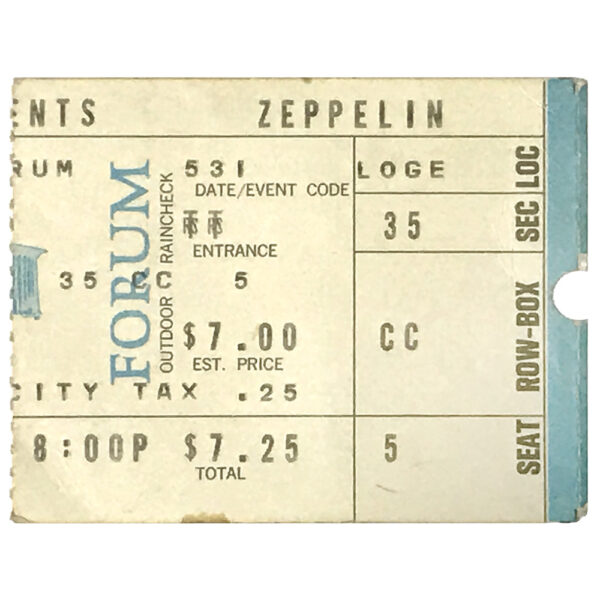 ENTS ZEPPELIN
RUM 531 LOGE
DATE/EVENT CODE
ENTRANCE
35 CC 5
$7.00 CC
EST. PRICE
CITY TAX .25
8:00P $7.25 5
TOTAL
35
FORUM
OUTDOOR RAINCHECK
SEC LOC
ROW-BOX
SEAT